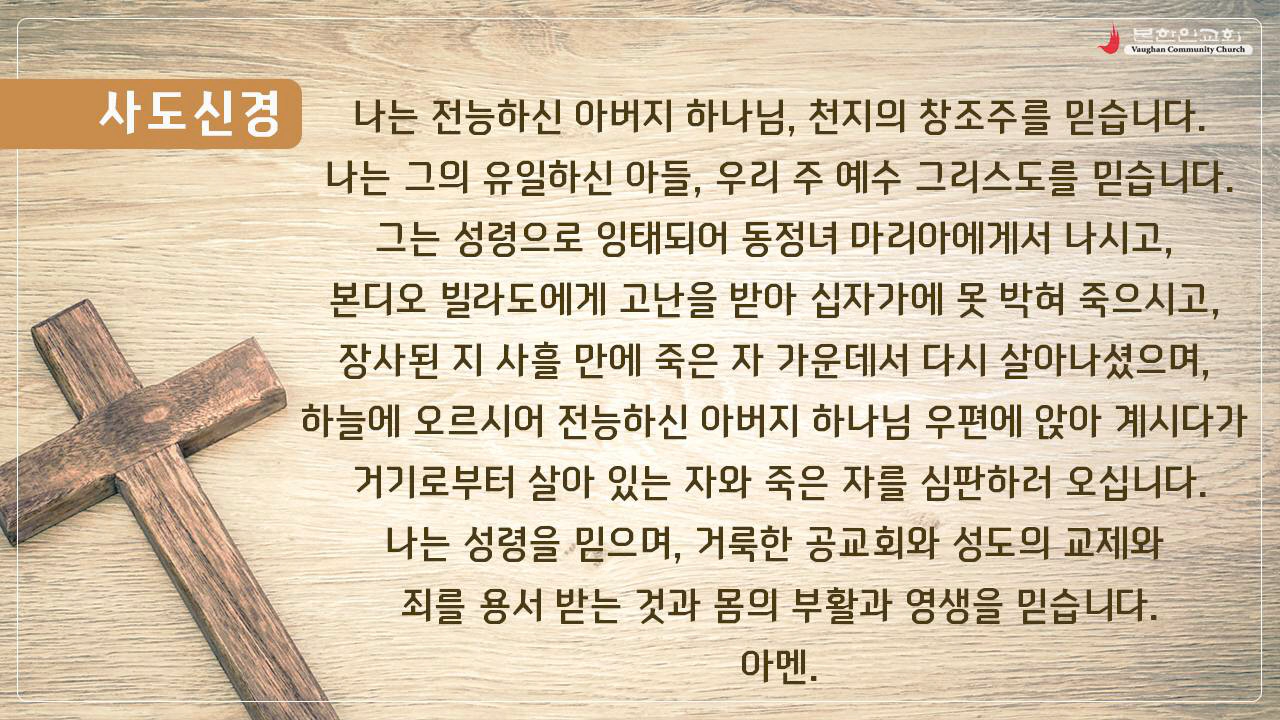 본한인교회
Vaughan Community Church
사도신경
나는 전능하신 아버지 하나님, 천지의 창조주를 믿습니다.
나는 그의 유일하신 아들, 우리 주 예수 그리스도를 믿습니다.
그는 성령으로 잉태되어 동정녀 마리아에게서 나시고,
본디오 빌라도에게 고난을 받아 십자가에 못 박혀 죽으시고,
장사된 지 사흘 만에 죽은 자 가운데서 다시 살아나셨으며,
하늘에 오르시어 전능하신 아버지 하나님 우편에 앉아 계시다가
거기로부터 살아 있는 자와 죽은 자를 심판하러 오십니다.
나는 성령을 믿으며, 거룩한 공교회와 성도의 교제와
죄를 용서 받는 것과 몸의 부활과 영생을 믿습니다.
아멘.